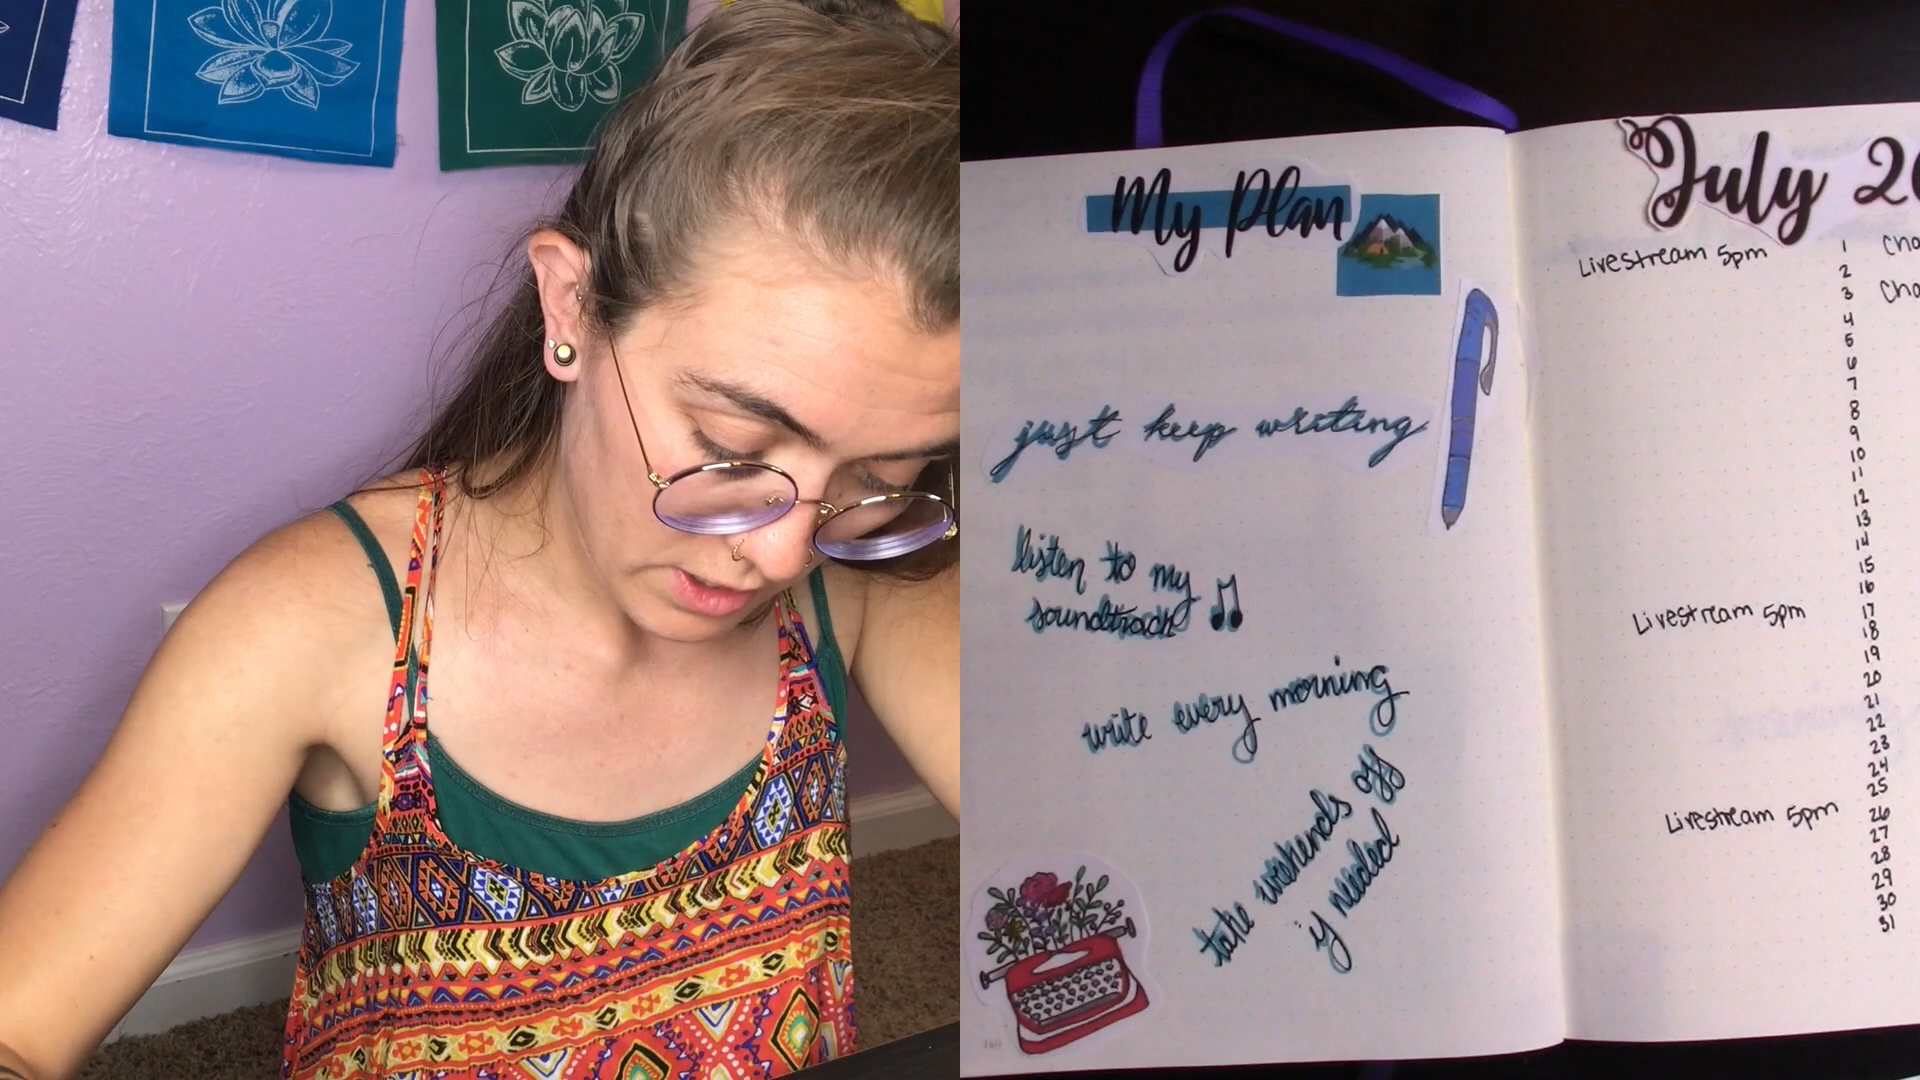 My Plan
just keep writing
listen to my
soundtrack
write every morning
take weekends off
if needed
July 20
Livestream 5pm 1 Cha
2
3 Cha
4
5
6
7
8
9
10
11
12
13
14
15
16
Livestream 5pm 17
18
19
20
21
22
23
24
25
Livestream 5pm 26
27
28
29
30
31